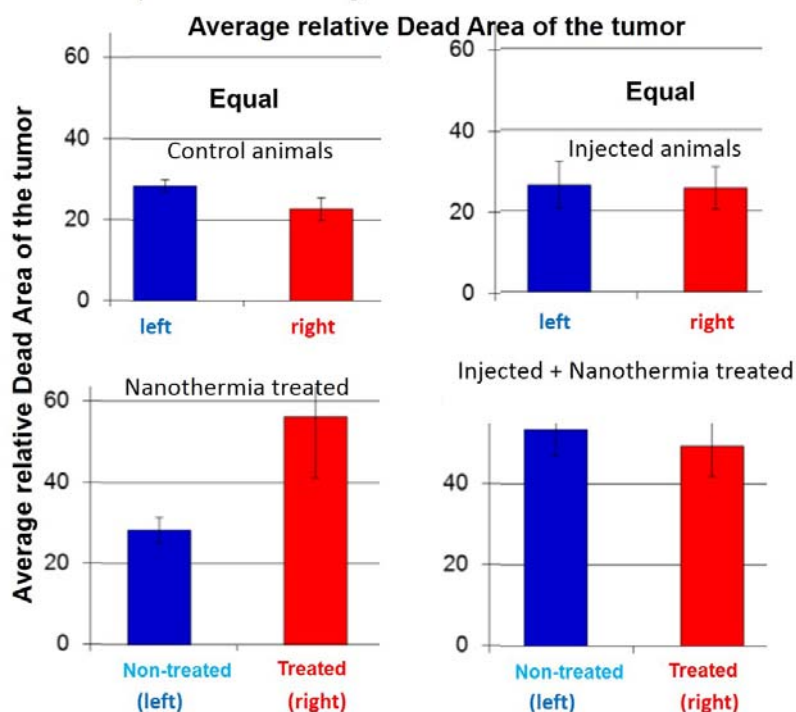 Average relative Dead Area of the tumor
Average relative Dead Area of the tumor
60
40
20
0
Equal
Control animals
left
right
60
40
20
0
Equal
Injected animals
left
right
Nanothermia treated
60
40
20
0
Non-treated
(left)
Treated
(right)
Injected + Nanothermia treated
40
20
0
Non-treated
(left)
Treated
(right)